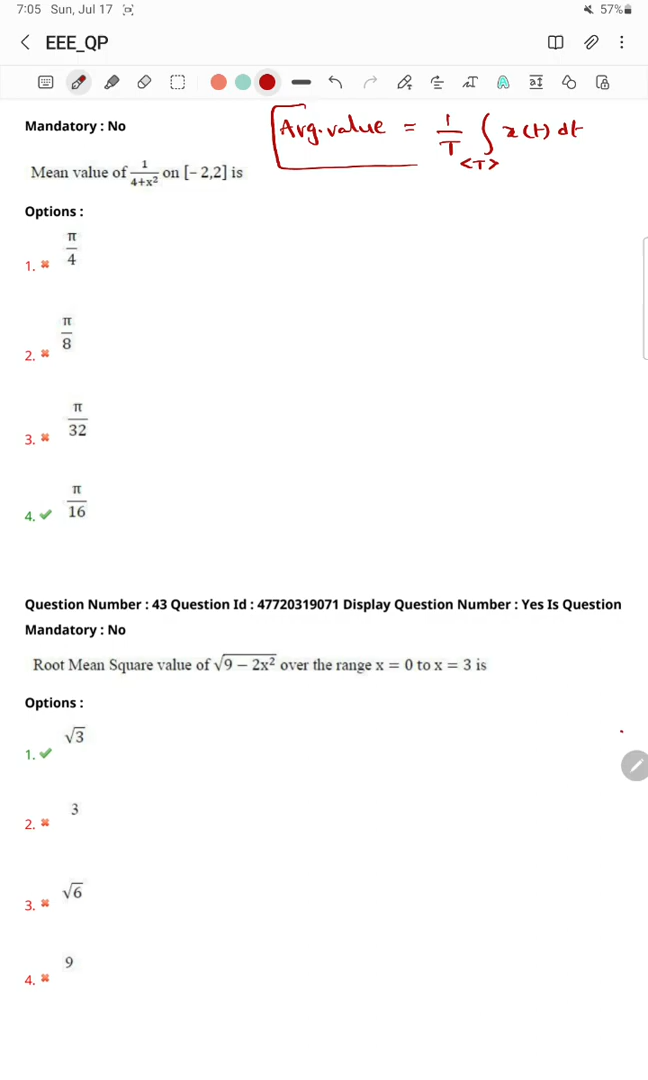 7:05 Sun, Jul 17 57%
EEE_QP
Mandatory : No
Avg. value = 1/T ∫<T> x(t) dt
Mean value of 1/(4+x²) on [- 2,2] is
Options :
1. ✖ π/4
2. ✖ π/8
3. ✖ π/32
4. ✔ π/16
Question Number : 43 Question Id : 47720319071 Display Question Number : Yes Is Question
Mandatory : No
Root Mean Square value of √(9 − 2x²) over the range x = 0 to x = 3 is
Options :
1. ✔ √3
2. ✖ 3
3. ✖ √6
4. ✖ 9